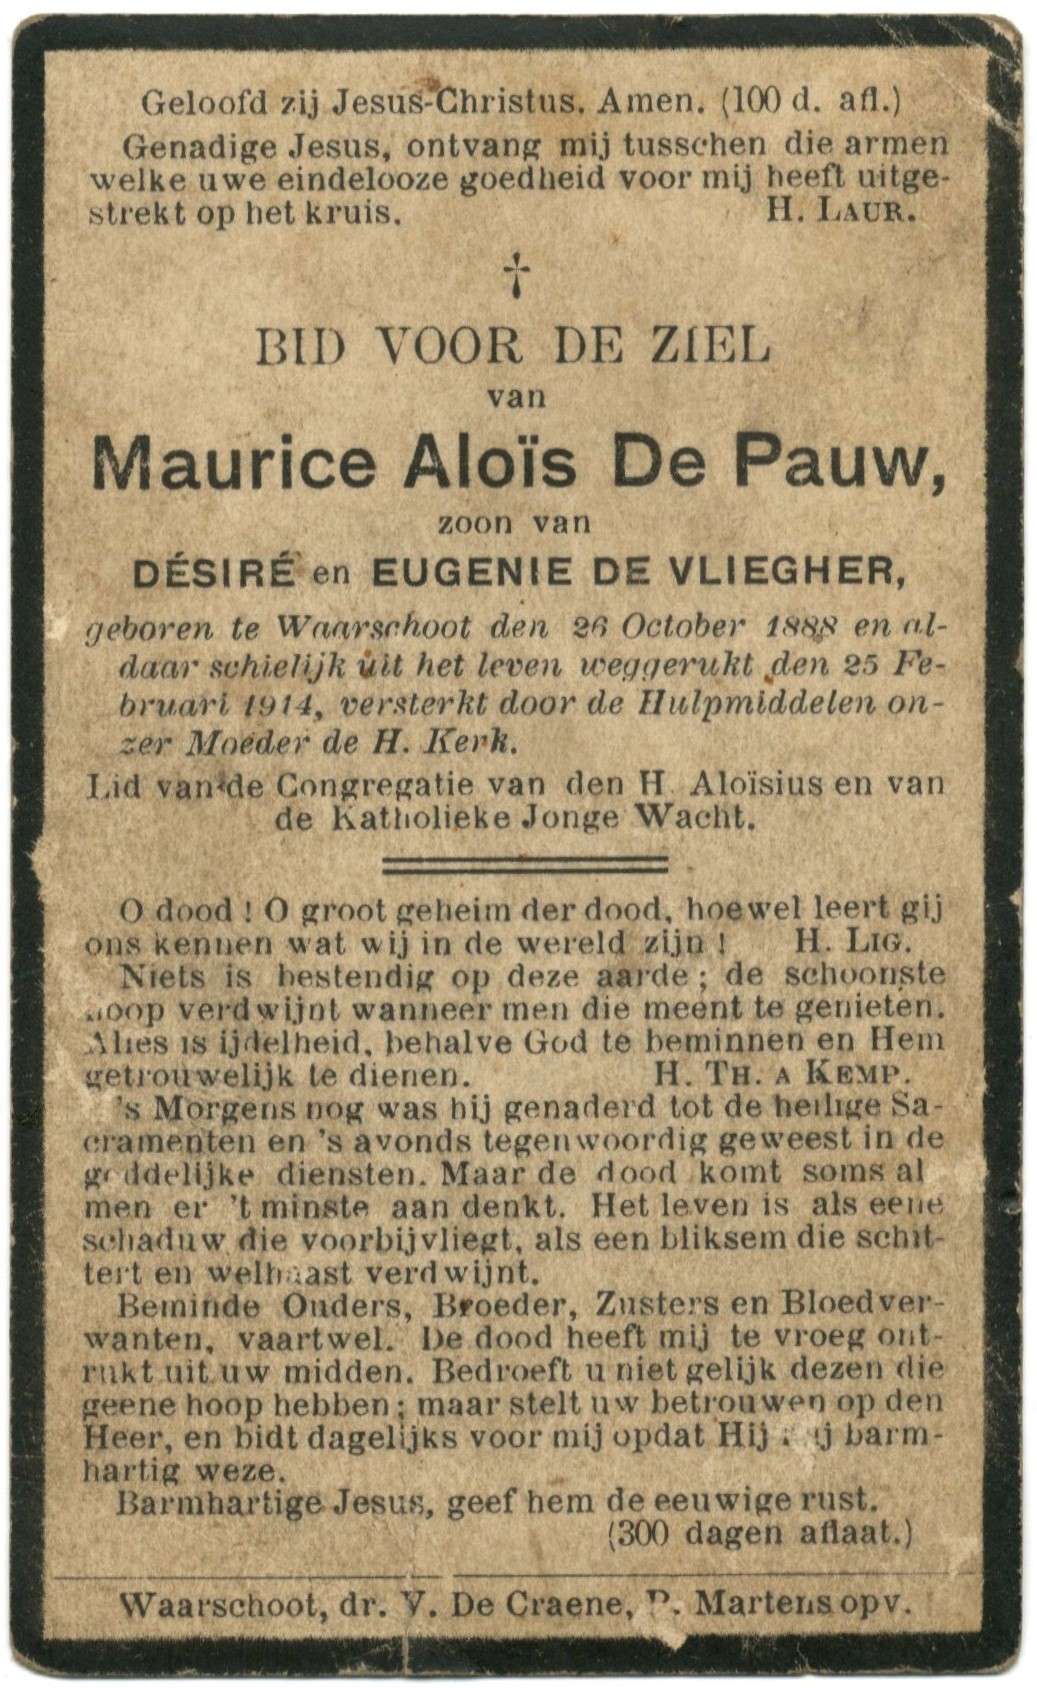 Geloofd zij Jesus-Christus. Amen. (100 d. afl.)
Genadige Jesus, ontvang mij tusschen die armen
welke uwe eindelooze goedheid voor mij heeft uitge-
strekt op het kruis. H. LAUR.
†
BID VOOR DE ZIEL
van
Maurice Aloïs De Pauw,
zoon van
DÉSIRÉ en EUGENIE DE VLIEGHER,
geboren te Waarschoot den 26 October 1888 en al-
daar schielijk uit het leven weggerukt den 25 Fe-
bruari 1914, versterkt door de Hulpmiddelen on-
zer Moeder de H. Kerk.
Lid van de Congregatie van den H. Aloïsius en van
de Katholieke Jonge Wacht.
O dood ! O groot geheim der dood, hoewel leert gij
ons kennen wat wij in de wereld zijn ! H. LIG.
Niets is bestendig op deze aarde ; de schoonste
hoop verdwijnt wanneer men die meent te genieten.
Alles is ijdelheid, behalve God te beminnen en Hem
getrouwelijk te dienen. H. TH. A KEMP.
's Morgens nog was hij genaderd tot de heilige Sa-
cramenten en 's avonds tegenwoordig geweest in de
goddelijke diensten. Maar de dood komt soms al
men er 't minste aan denkt. Het leven is als eene
schaduw die voorbijvliegt, als een bliksem die schit-
tert en welhaast verdwijnt.
Beminde Ouders, Broeder, Zusters en Bloedver-
wanten, vaartwel. De dood heeft mij te vroeg ont-
rukt uit uw midden. Bedroeft u niet gelijk dezen die
geene hoop hebben ; maar stelt uw betrouwen op den
Heer, en bidt dagelijks voor mij opdat Hij mij barm-
hartig weze.
Barmhartige Jesus, geef hem de eeuwige rust.
(300 dagen aflaat.)
Waarschoot, dr. V. De Craene, Martens opv.